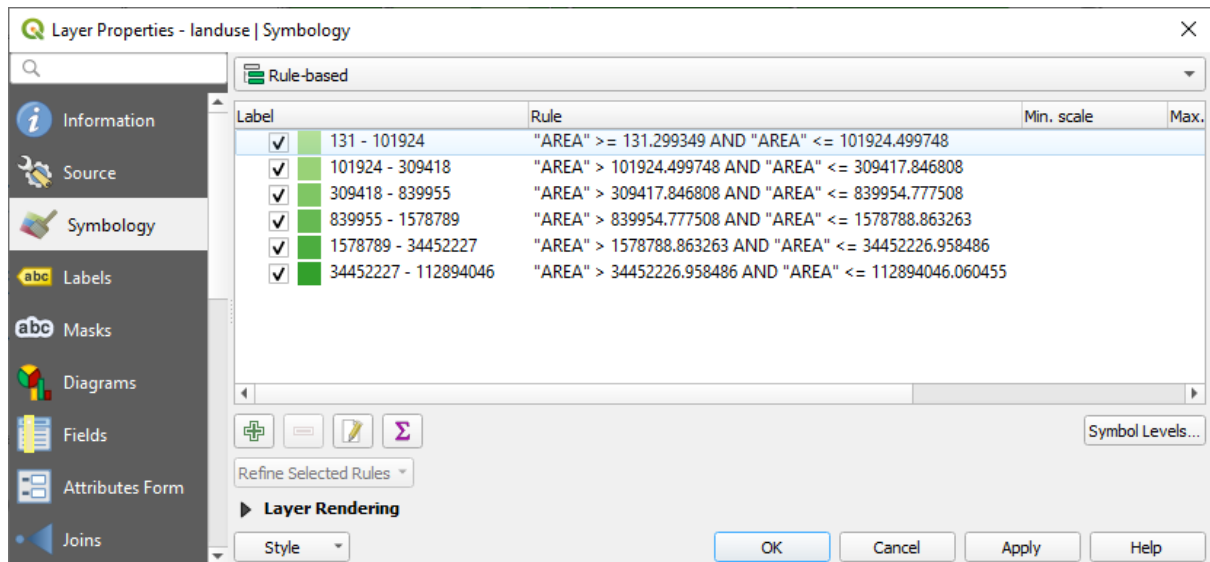 Layer Properties - landuse | Symbology
Rule-based
Information
Source
Symbology
abc Labels
abc Masks
Diagrams
Fields
Attributes Form
Joins
Label Rule Min. scale Max.
131 - 101924 "AREA" >= 131.299349 AND "AREA" <= 101924.499748
101924 - 309418 "AREA" > 101924.499748 AND "AREA" <= 309417.846808
309418 - 839955 "AREA" > 309417.846808 AND "AREA" <= 839954.777508
839955 - 1578789 "AREA" > 839954.777508 AND "AREA" <= 1578788.863263
1578789 - 34452227 "AREA" > 1578788.863263 AND "AREA" <= 34452226.958486
34452227 - 112894046 "AREA" > 34452226.958486 AND "AREA" <= 112894046.060455
Σ
Symbol Levels...
Refine Selected Rules
Layer Rendering
Style OK Cancel Apply Help